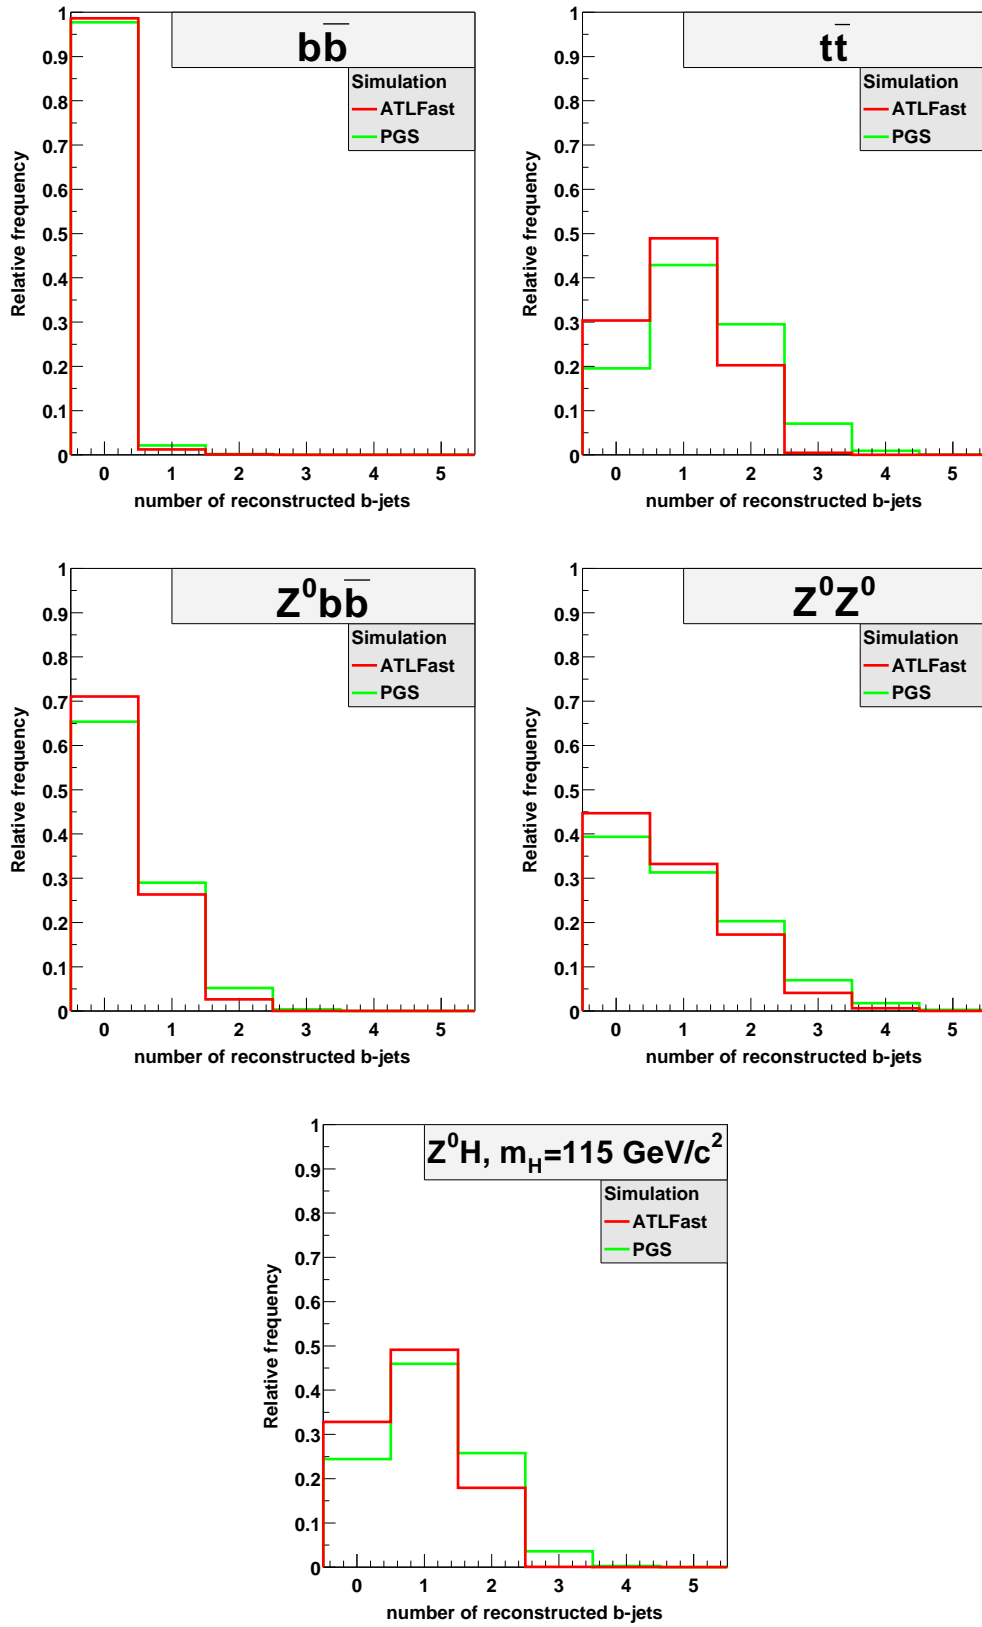 bb̅
Simulation
ATLFast
PGS
1
0.9
0.8
0.7
0.6
0.5
0.4
0.3
0.2
0.1
0
Relative frequency
0 1 2 3 4 5
number of reconstructed b-jets
tt̅
Simulation
ATLFast
PGS
1
0.9
0.8
0.7
0.6
0.5
0.4
0.3
0.2
0.1
0
Relative frequency
0 1 2 3 4 5
number of reconstructed b-jets
Z⁰bb̅
Simulation
ATLFast
PGS
1
0.9
0.8
0.7
0.6
0.5
0.4
0.3
0.2
0.1
0
Relative frequency
0 1 2 3 4 5
number of reconstructed b-jets
Z⁰Z⁰
Simulation
ATLFast
PGS
1
0.9
0.8
0.7
0.6
0.5
0.4
0.3
0.2
0.1
0
Relative frequency
0 1 2 3 4 5
number of reconstructed b-jets
Z⁰H, m_H=115 GeV/c²
Simulation
ATLFast
PGS
1
0.9
0.8
0.7
0.6
0.5
0.4
0.3
0.2
0.1
0
Relative frequency
0 1 2 3 4 5
number of reconstructed b-jets